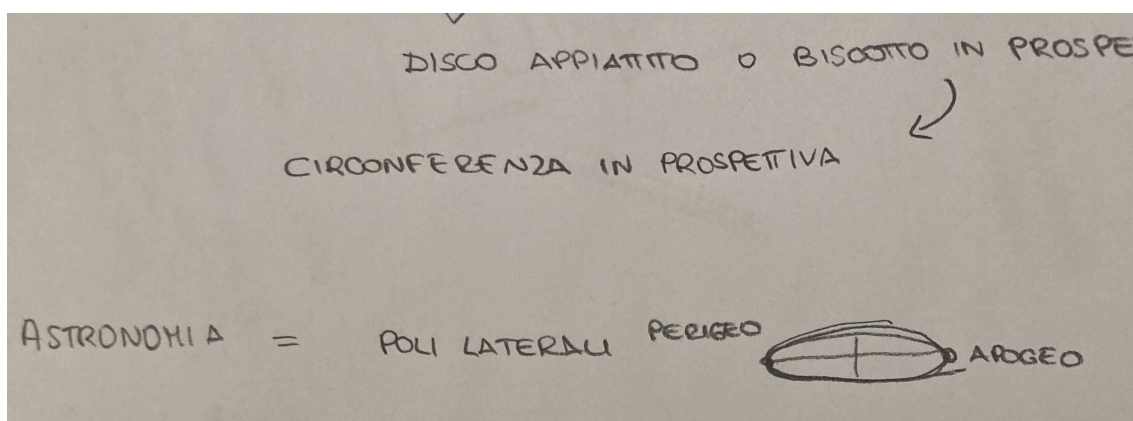 DISCO APPIATTITO O BISCOTTO IN PROSPE
CIRCONFERENZA IN PROSPETTIVA
ASTRONOMIA = POLI LATERALI PERIGEO APOGEO